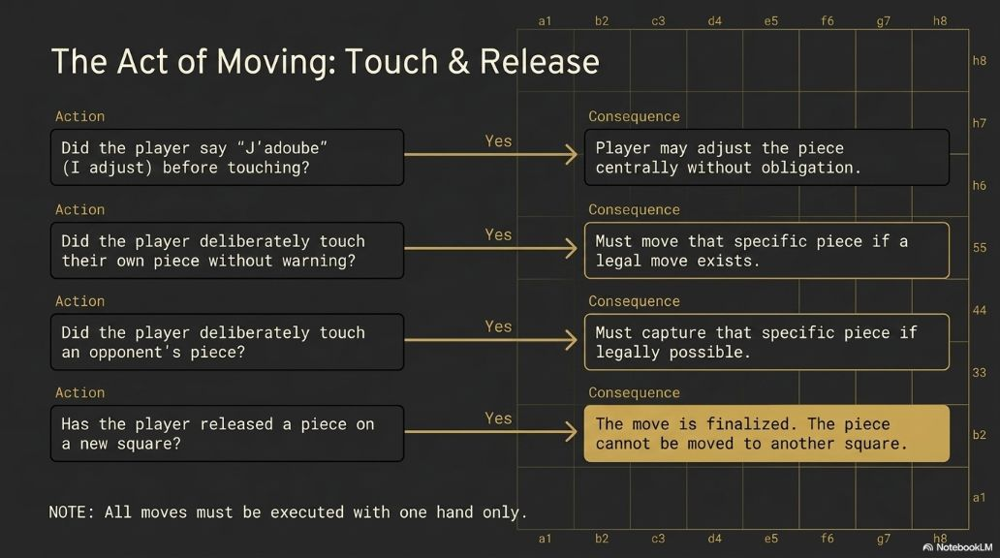 a1 b2 c3 d4 e5 f6 g7 h8
The Act of Moving: Touch & Release
h8
Action
Consequence
h7
Did the player say “J'adoube”
(I adjust) before touching?
Yes
Player may adjust the piece
centrally without obligation.
h6
Action
Consequence
Did the player deliberately touch
their own piece without warning?
Yes
Must move that specific piece if a
legal move exists.
55
Action
Consequence
44
Did the player deliberately touch
an opponent's piece?
Yes
Must capture that specific piece if
legally possible.
33
Action
Consequence
Has the player released a piece on
a new square?
Yes
The move is finalized. The piece
cannot be moved to another square.
b2
a1
NOTE: All moves must be executed with one hand only.
a1 b2 c3 d4 e5 f6 g7 h8
NotebookLM